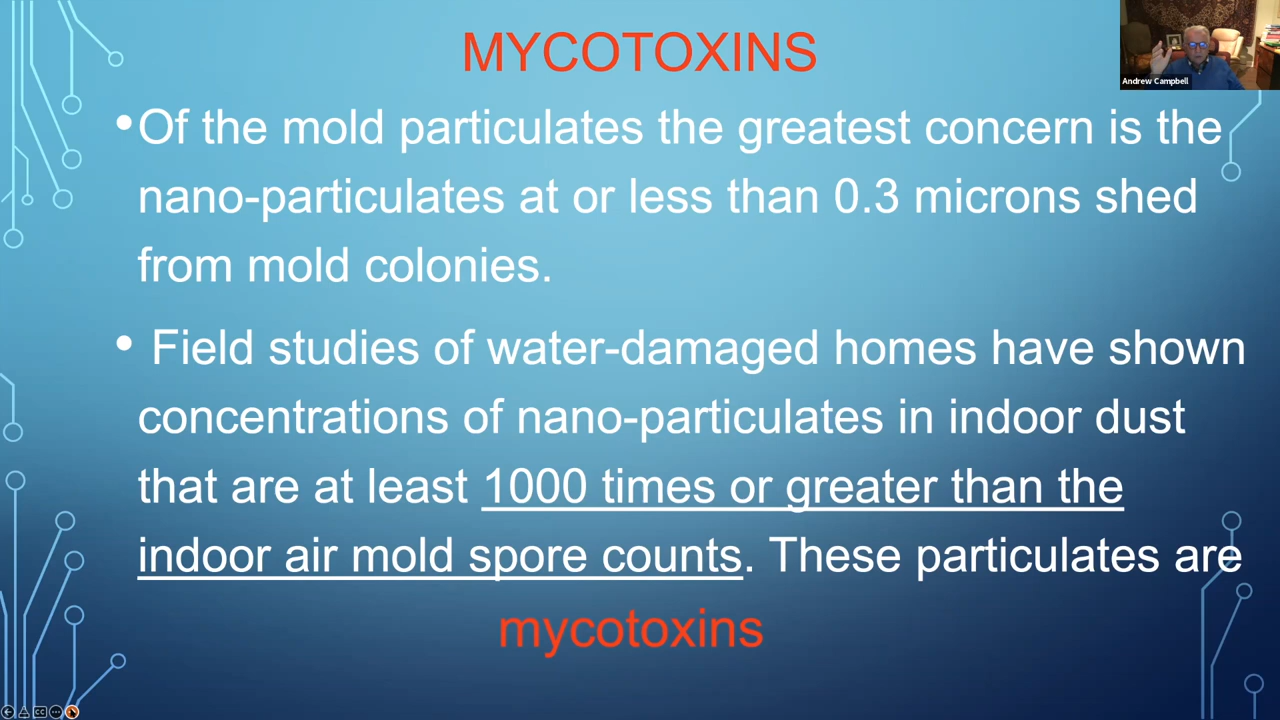 MYCOTOXINS
Andrew Campbell
•Of the mold particulates the greatest concern is the
nano-particulates at or less than 0.3 microns shed
from mold colonies.
• Field studies of water-damaged homes have shown
concentrations of nano-particulates in indoor dust
that are at least 1000 times or greater than the
indoor air mold spore counts. These particulates are
mycotoxins